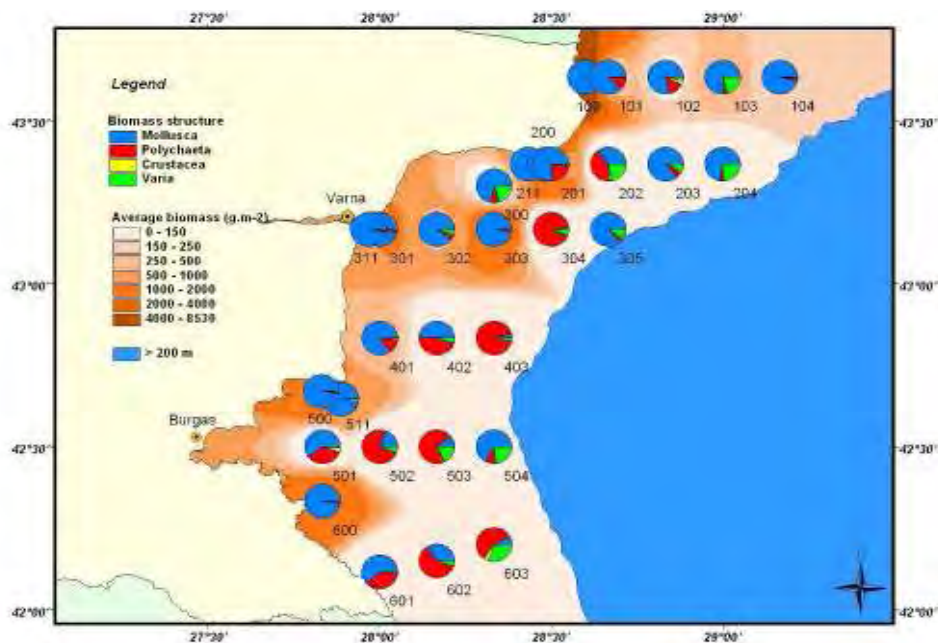 27°30' 28°00' 28°30' 29°00'
Legend
Biomass structure
Mollusca
Polychaeta
Crustacea
Varia
Average biomass (g.m-2)
0 - 150
150 - 250
250 - 500
500 - 1000
1000 - 2000
2000 - 4000
4000 - 8530
> 200 m
43°30' 43°30'
100 101 102 103 104
200
211 201 202 203 204
Varna
300
311 301 302 303 304 305
43°00' 43°00'
401 402 403
500 511
Burgas
42°30' 42°30'
501 502 503 504
600
601 602 603
42°00' 42°00'
27°30' 28°00' 28°30' 29°00'